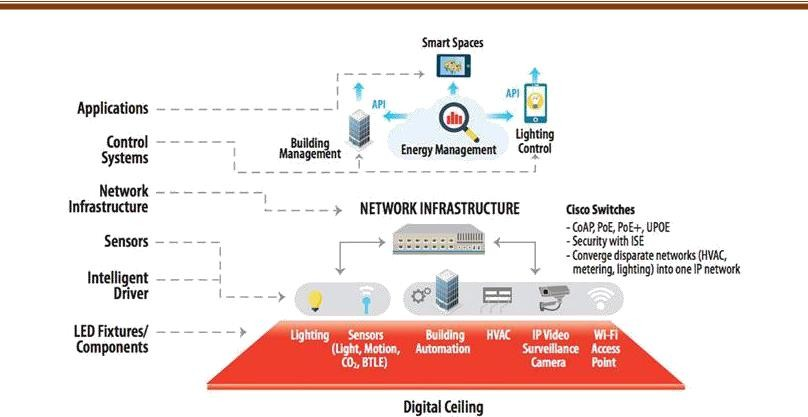 Smart Spaces
Applications
API
API
Control
Systems
Building
Management
Energy Management
Lighting
Control
Network
Infrastructure
NETWORK INFRASTRUCTURE
Cisco Switches
- CoAP, PoE, PoE+, UPOE
- Security with ISE
- Converge disparate networks (HVAC,
metering, lighting) into one IP network
Sensors
Intelligent
Driver
LED Fixtures/
Components
Lighting
Sensors
(Light, Motion,
CO₂, BTLE)
Building
Automation
HVAC
IP Video
Surveillance
Camera
Wi-Fi
Access
Point
Digital Ceiling